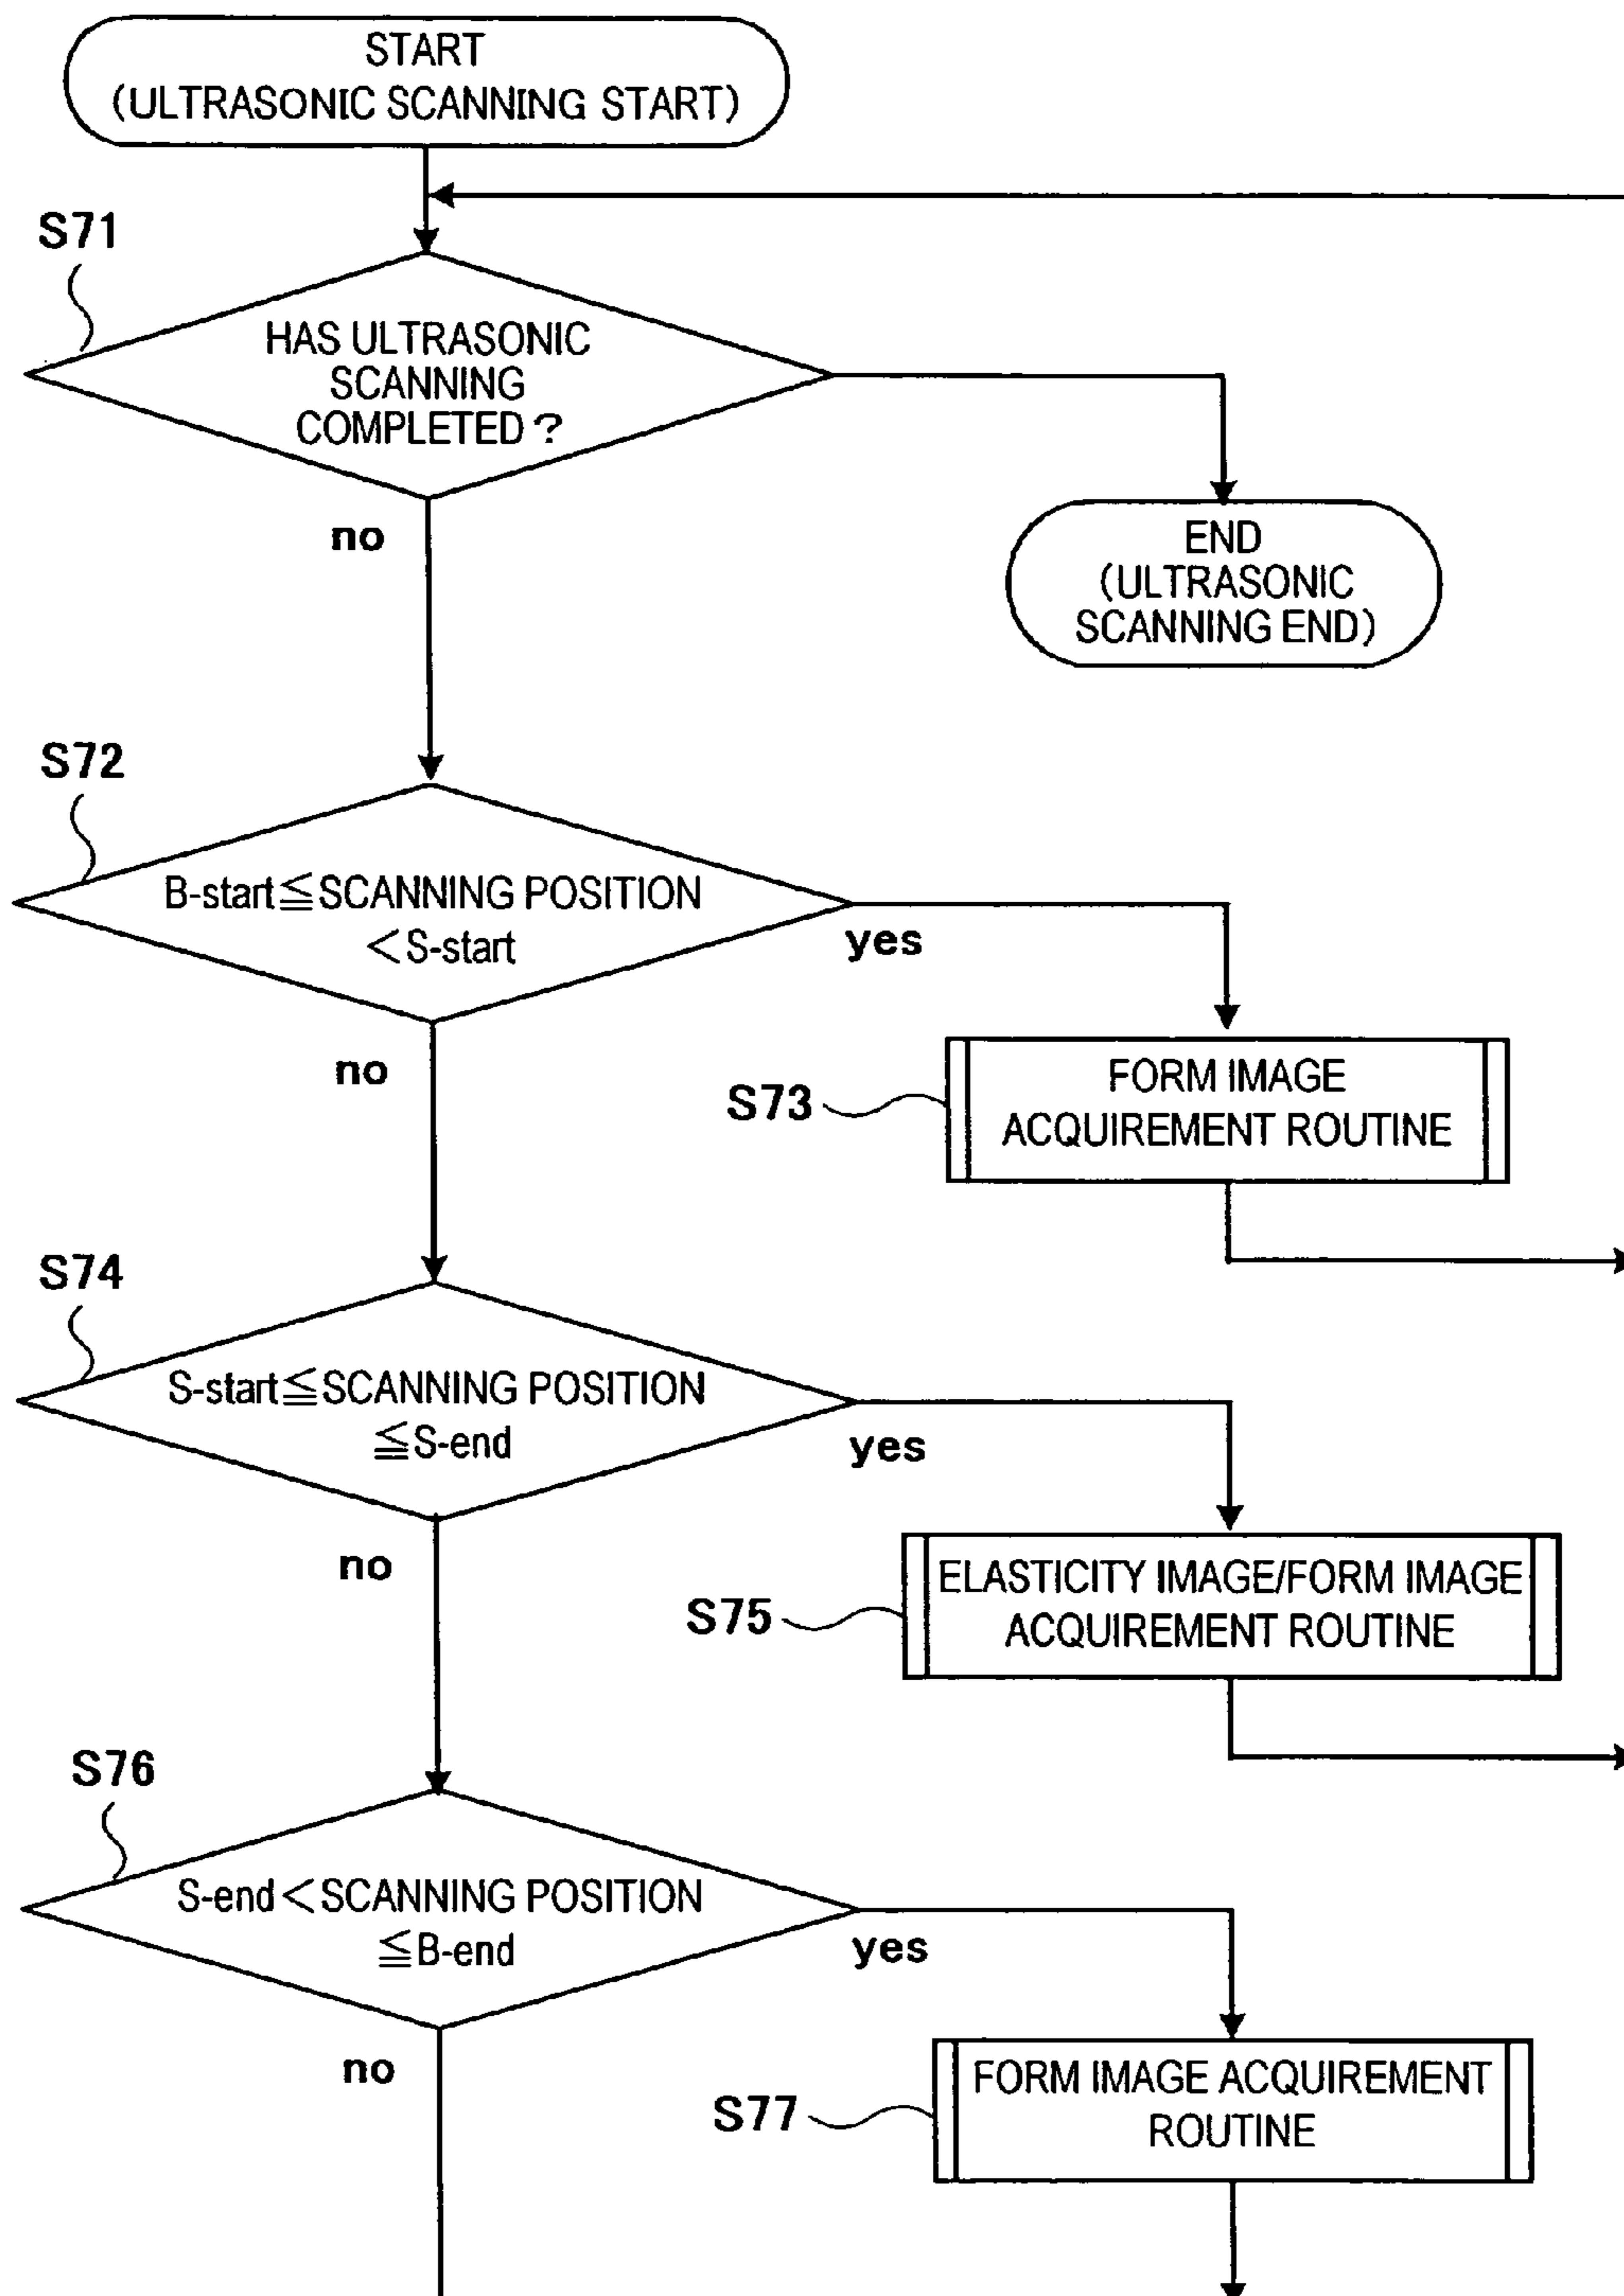 START
(ULTRASONIC SCANNING START)
S71
HAS ULTRASONIC
SCANNING
COMPLETED ?
no
END
(ULTRASONIC
SCANNING END)
S72
B-start≦SCANNING POSITION
<S-start
yes
no
S73
FORM IMAGE
ACQUIREMENT ROUTINE
S74
S-start≦SCANNING POSITION
≦S-end
yes
no
S75
ELASTICITY IMAGE/FORM IMAGE
ACQUIREMENT ROUTINE
S76
S-end<SCANNING POSITION
≦B-end
yes
no
S77
FORM IMAGE ACQUIREMENT
ROUTINE